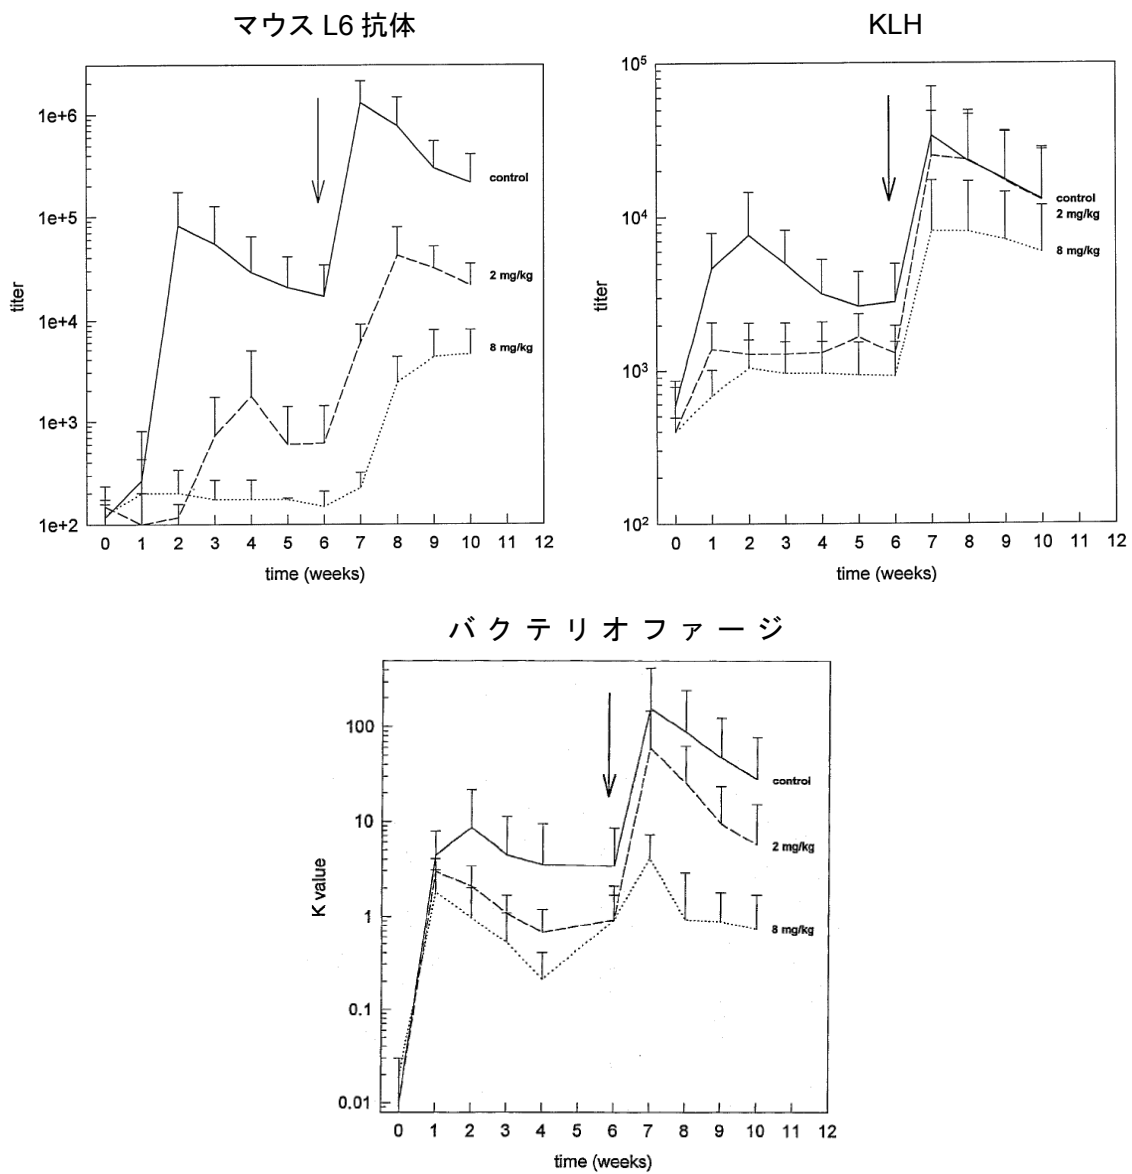 マウス L6 抗体
KLH
titer
1e+6
1e+5
1e+4
1e+3
1e+2
control
2 mg/kg
8 mg/kg
0 1 2 3 4 5 6 7 8 9 10 11 12
time (weeks)
titer
10⁵
10⁴
10³
10²
control
2 mg/kg
8 mg/kg
0 1 2 3 4 5 6 7 8 9 10 11 12
time (weeks)
バクテリオファージ
K value
100
10
1
0.1
0.01
control
2 mg/kg
8 mg/kg
0 1 2 3 4 5 6 7 8 9 10 11 12
time (weeks)